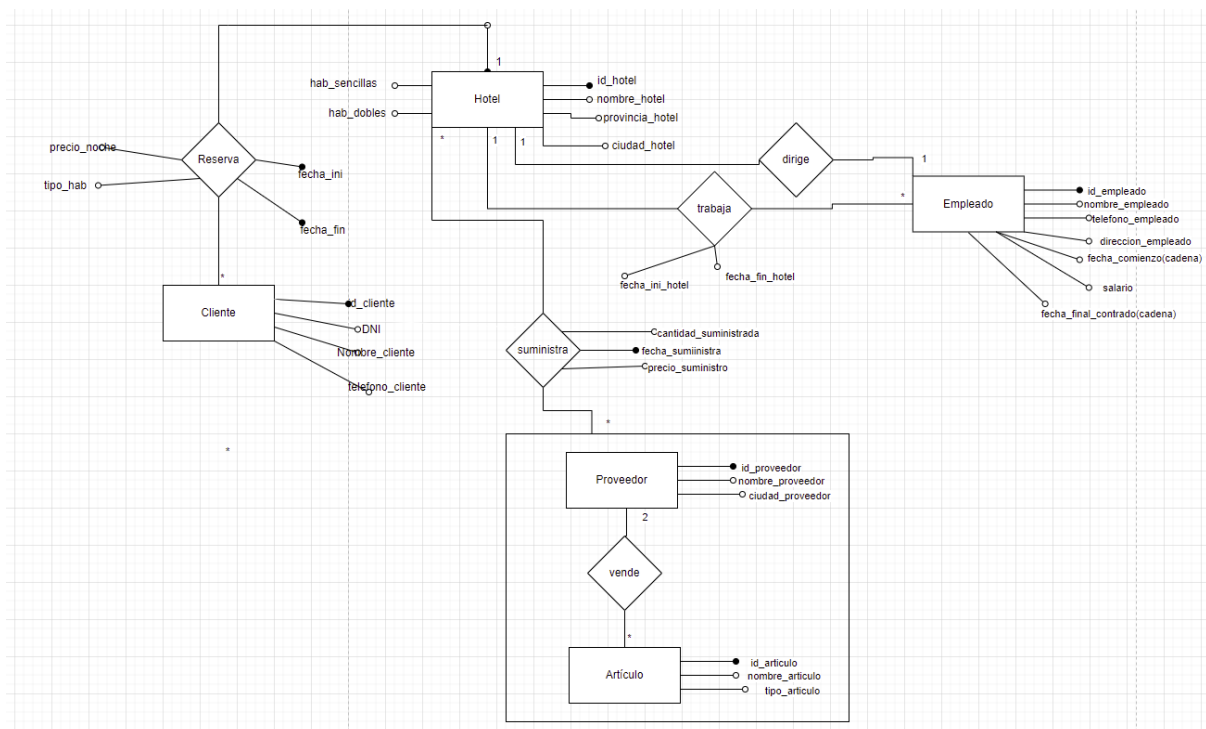 1
hab_sencillas
Hotel
id_hotel
nombre_hotel
hab_dobles
provincia_hotel
*
1
1
ciudad_hotel
precio_noche
Reserva
fecha_ini
tipo_hab
dirige
1
fecha_fin
trabaja
*
Empleado
id_empleado
nombre_empleado
telefono_empleado
direccion_empleado
fecha_comienzo(cadena)
salario
fecha_final_contrado(cadena)
fecha_ini_hotel
fecha_fin_hotel
*
Cliente
id_cliente
DNI
Nombre_cliente
telefono_cliente
suministra
cantidad_suministrada
fecha_sumiinistra
precio_suministro
*
*
Proveedor
id_proveedor
nombre_proveedor
ciudad_proveedor
2
vende
*
Artículo
id_articulo
nombre_articulo
tipo_articulo